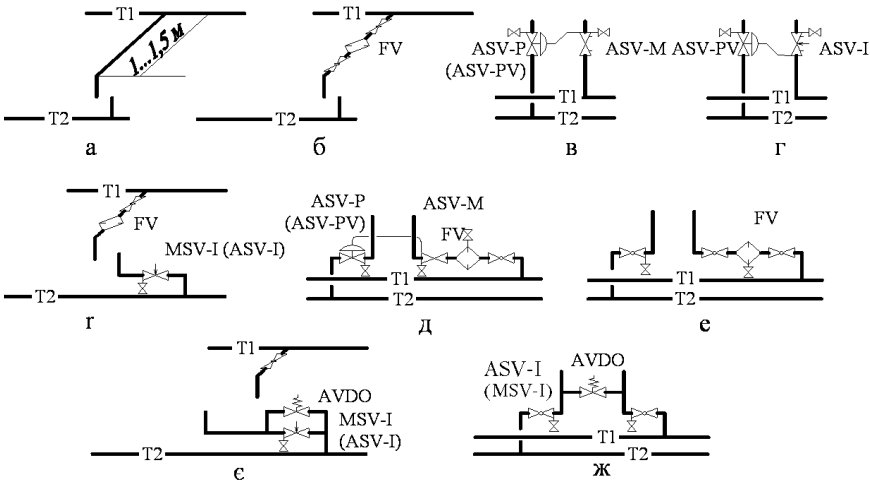 T1
1...1,5 м
T2
а
T1
FV
T2
б
ASV-P
(ASV-PV)
ASV-M
T1
T2
в
ASV-PV
ASV-I
T1
T2
г
T1
FV
MSV-I (ASV-I)
T2
ґ
ASV-P
(ASV-PV)
ASV-M
FV
T1
T2
д
FV
T1
T2
е
T1
AVDO
MSV-I
(ASV-I)
T2
є
ASV-I
(MSV-I)
AVDO
T1
T2
ж